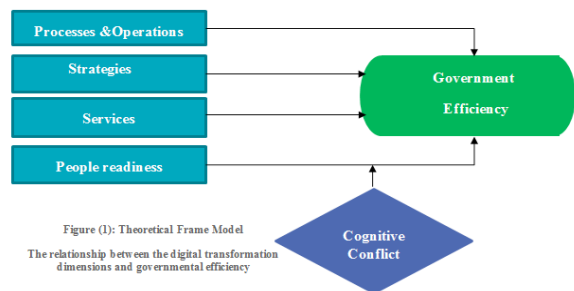 Processes &Operations
Strategies
Services
People readiness
Government
Efficiency
Cognitive
Conflict
Figure (1): Theoretical Frame Model
The relationship between the digital transformation
dimensions and governmental efficiency